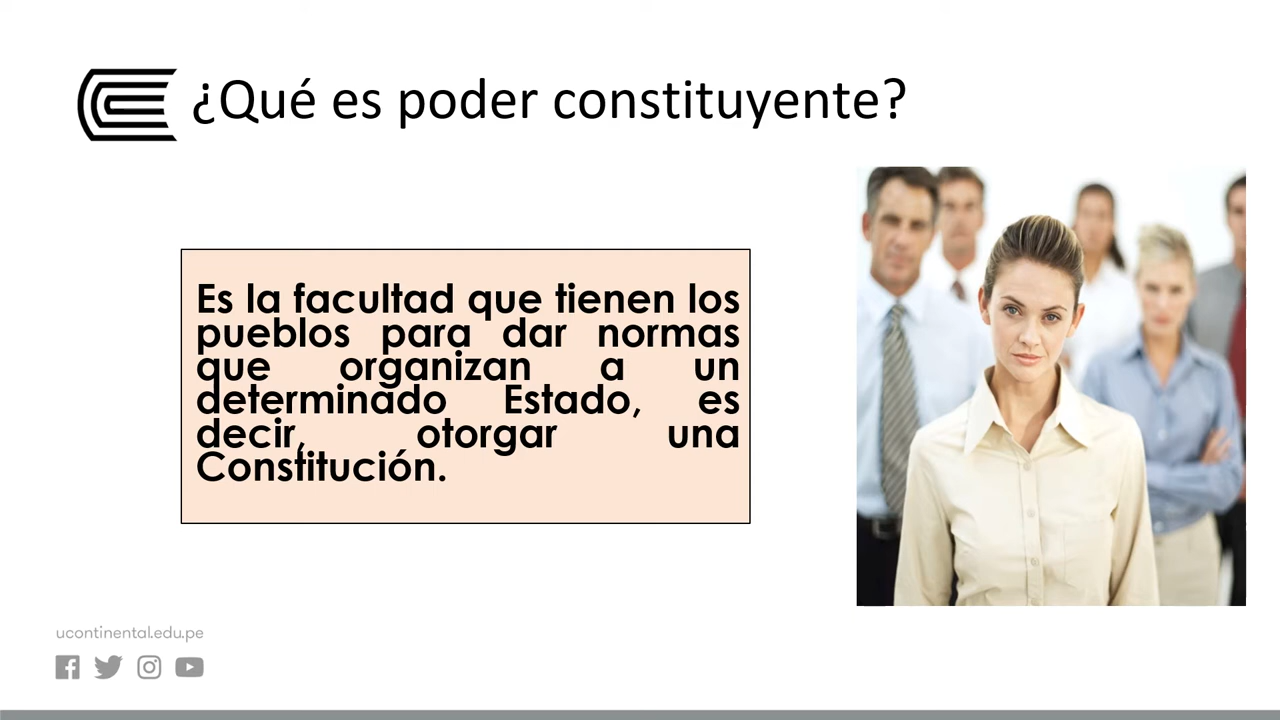 ¿Qué es poder constituyente?
Es la facultad que tienen los
pueblos para dar normas
que organizan a un
determinado Estado, es
decir, otorgar una
Constitución.
ucontinental.edu.pe